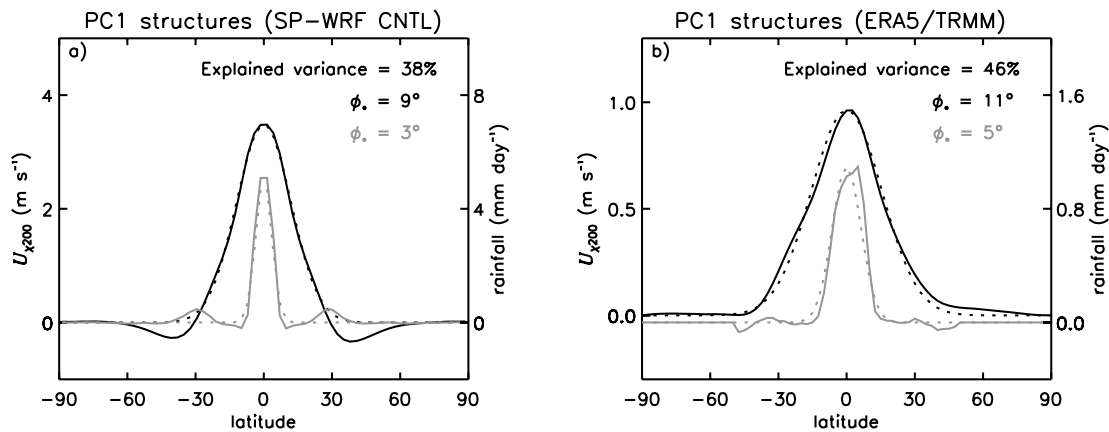 PC1 structures (SP-WRF CNTL)
a)
Explained variance = 38%
ϕ∘ = 9°
ϕ∘ = 3°
4
2
0
8
4
0
Uχ200 (m s⁻¹)
rainfall (mm day⁻¹)
−90 −60 −30 0 30 60 90
latitude
PC1 structures (ERA5/TRMM)
b)
Explained variance = 46%
ϕ∘ = 11°
ϕ∘ = 5°
1.0
0.5
0.0
1.6
0.8
0.0
Uχ200 (m s⁻¹)
rainfall (mm day⁻¹)
−90 −60 −30 0 30 60 90
latitude